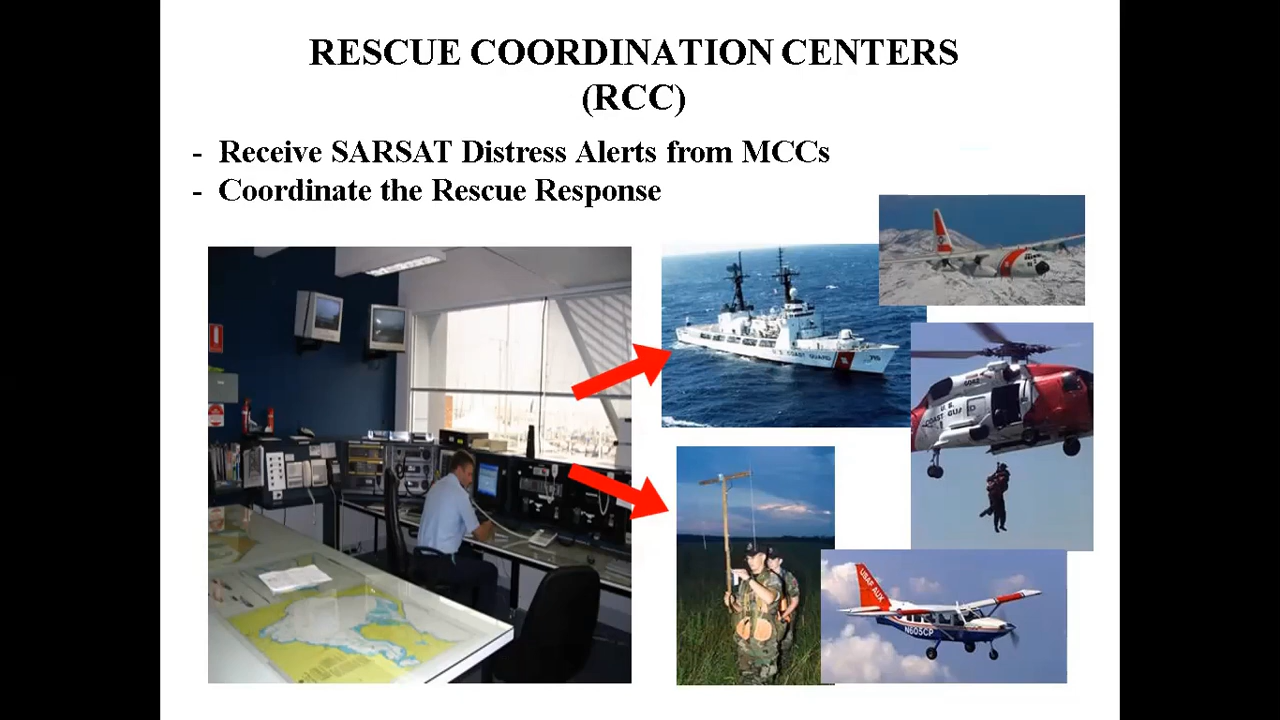 RESCUE COORDINATION CENTERS
(RCC)
- Receive SARSAT Distress Alerts from MCCs
- Coordinate the Rescue Response
U.S. COAST GUARD
U.S.
COAST GUARD
6042
USAF AUX
N605CP